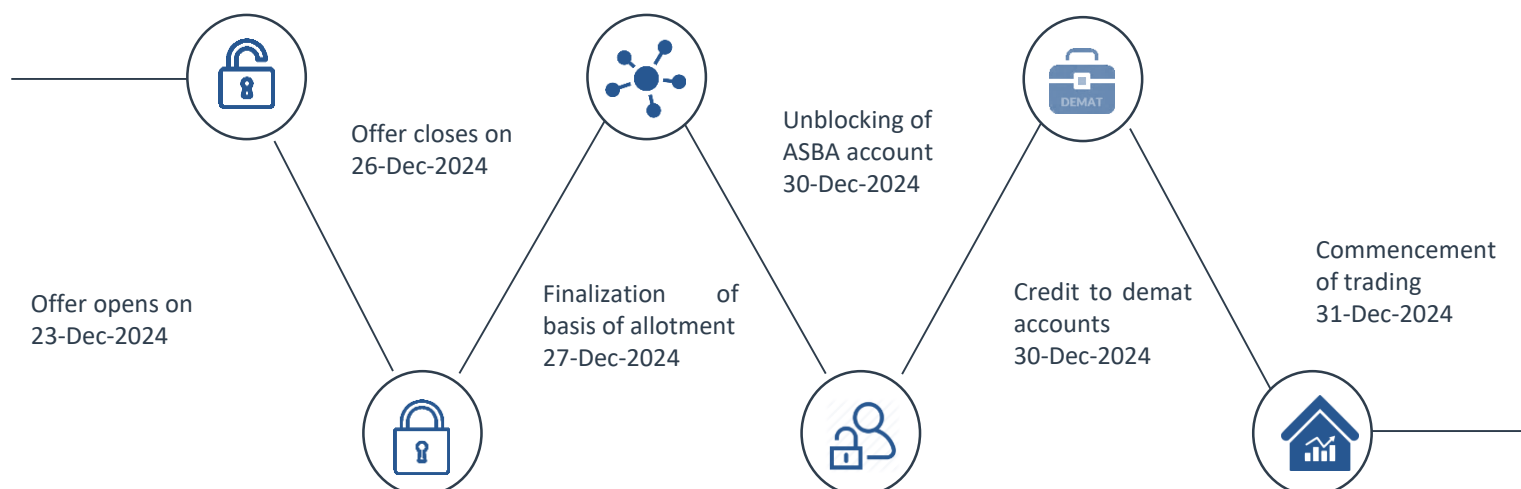 Offer opens on
23-Dec-2024
Offer closes on
26-Dec-2024
Finalization of
basis of allotment
27-Dec-2024
Unblocking of
ASBA account
30-Dec-2024
DEMAT
Credit to demat
accounts
30-Dec-2024
Commencement
of trading
31-Dec-2024